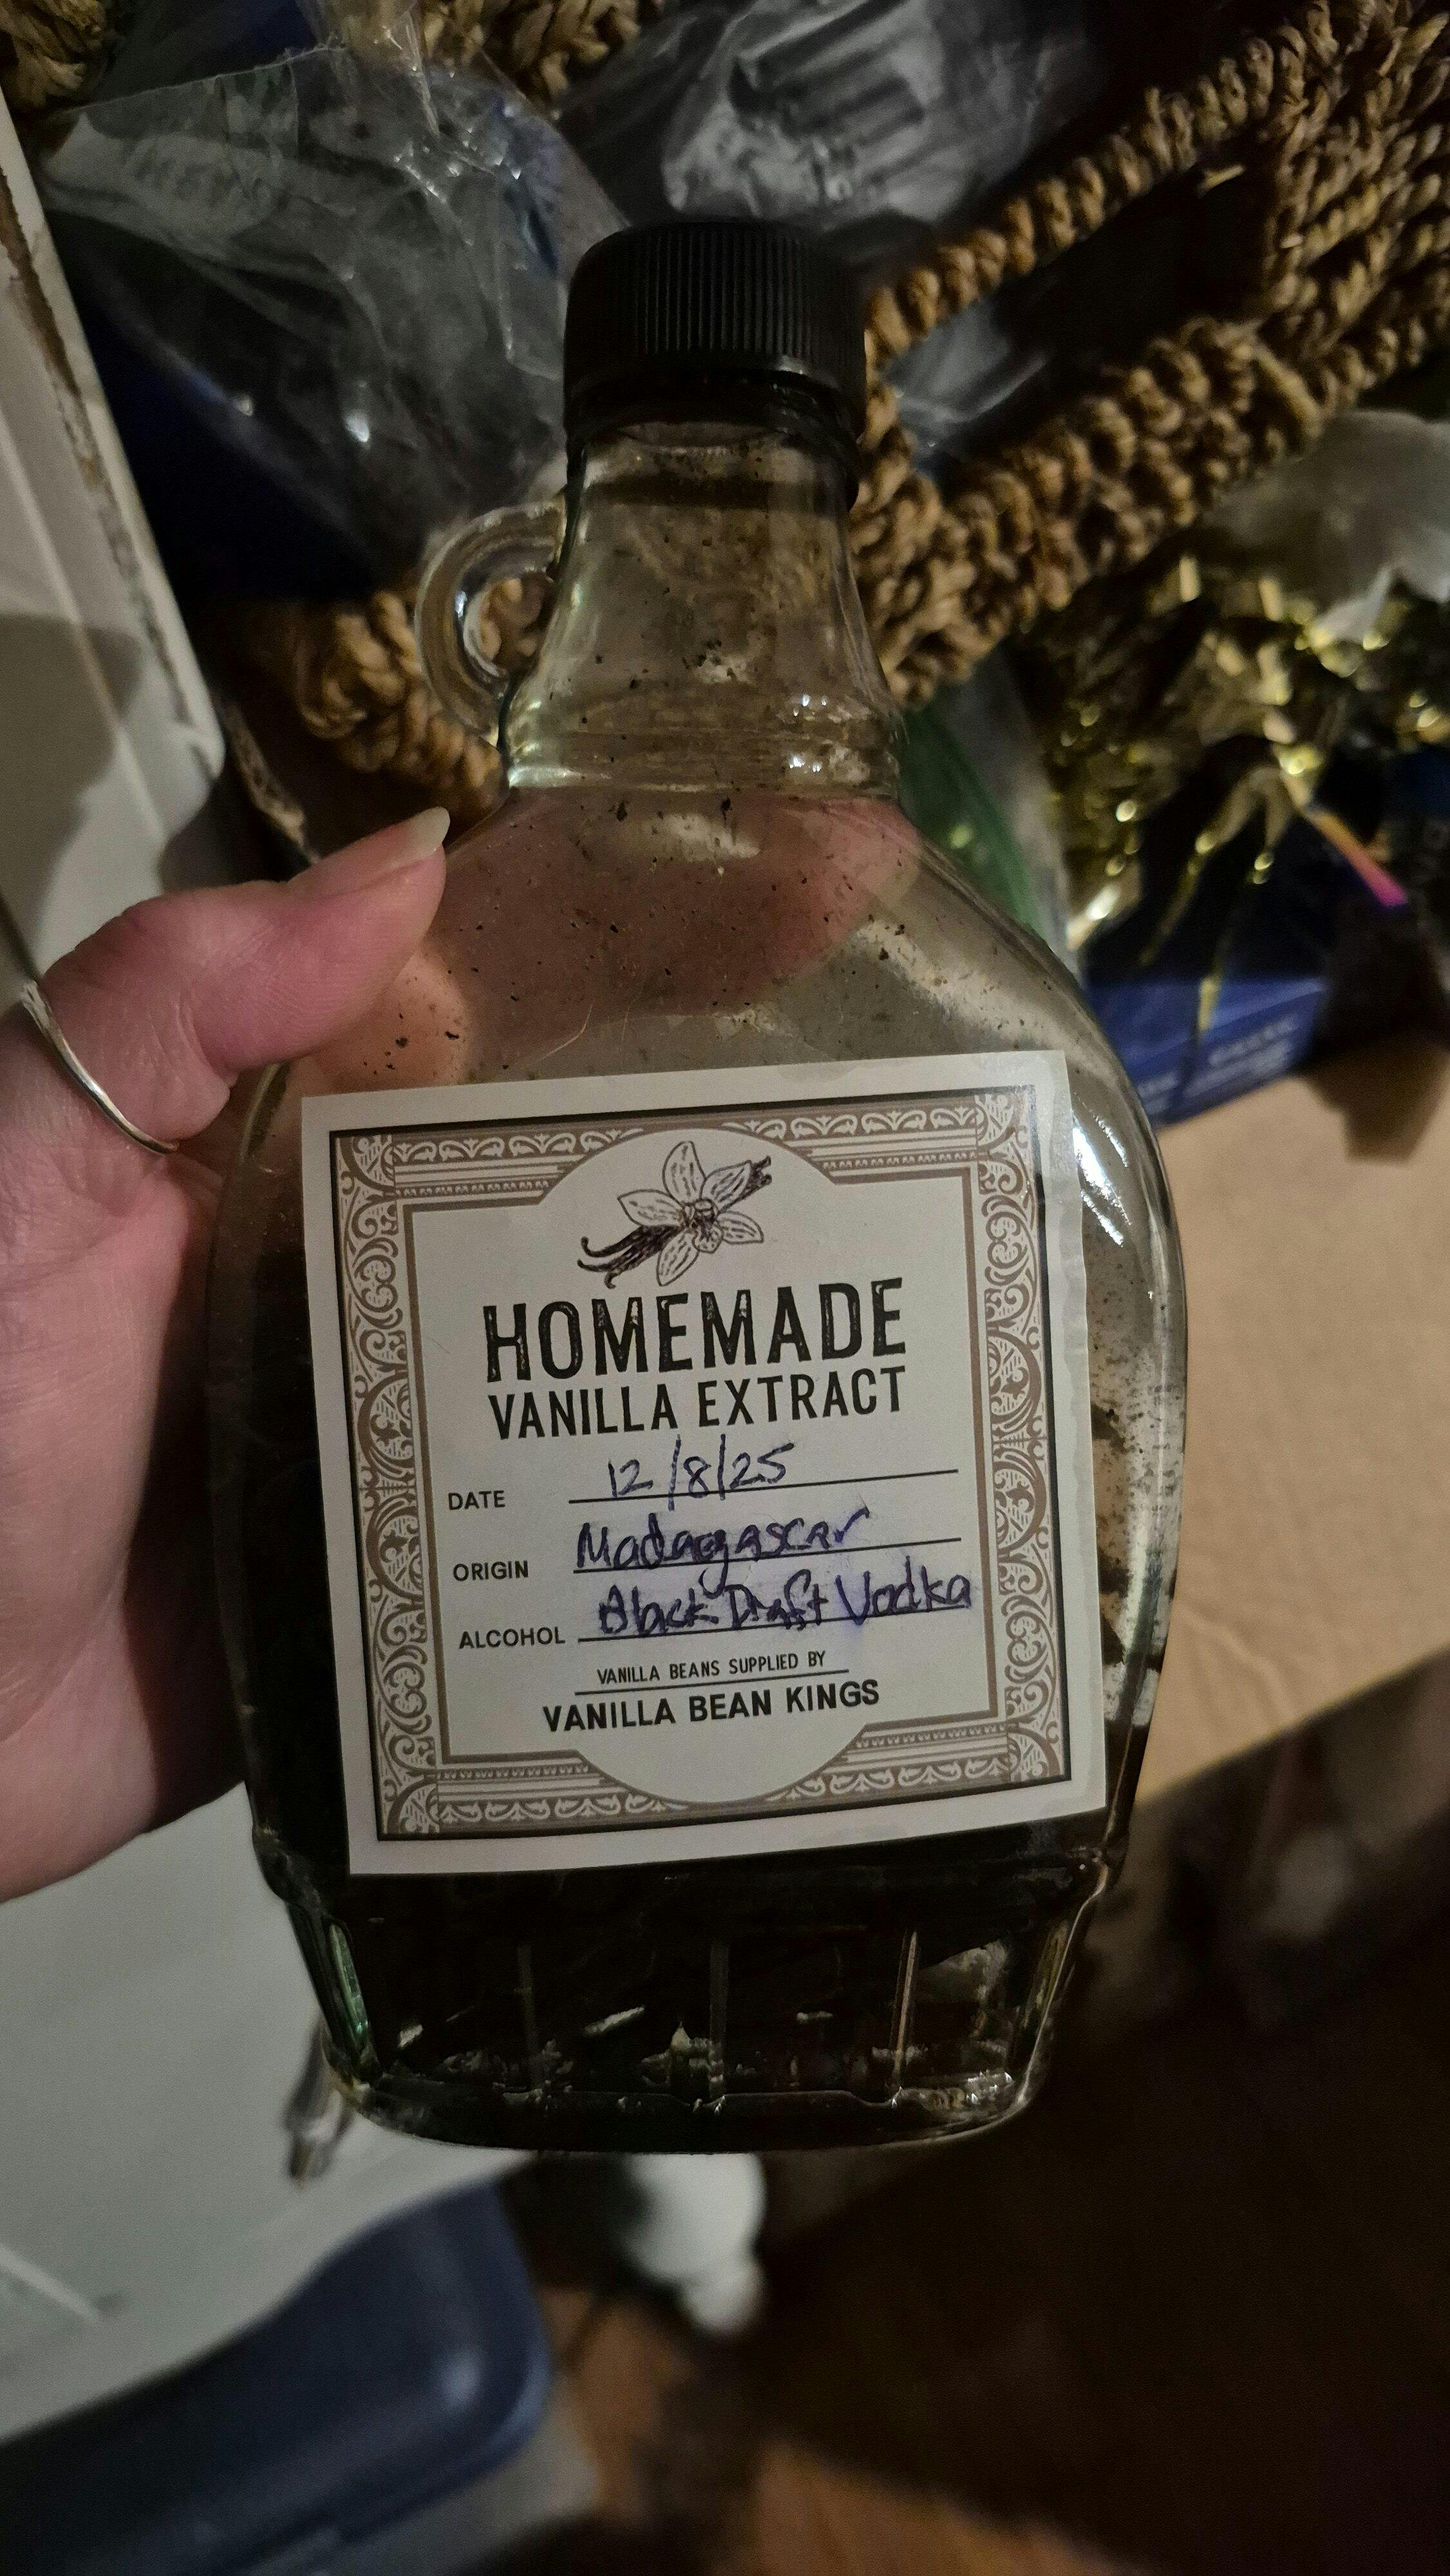 HOMEMADE
VANILLA EXTRACT
DATE 12/8/25
ORIGIN Madagascar
ALCOHOL Black Draft Vodka
VANILLA BEANS SUPPLIED BY
VANILLA BEAN KINGS